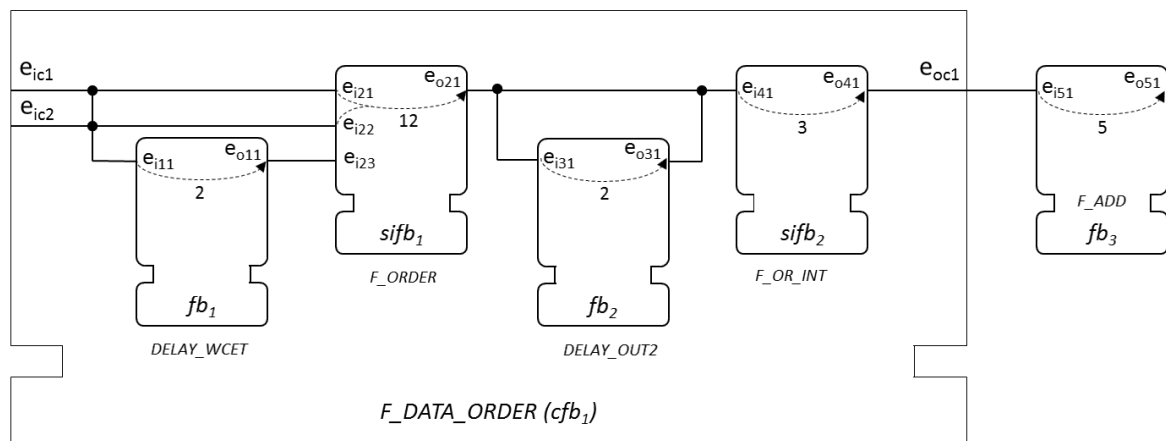 e_ic1
e_ic2
e_i11
e_o11
2
fb_1
DELAY_WCET
e_i21
e_o21
e_i22
12
e_i23
sifb_1
F_ORDER
e_i31
e_o31
2
fb_2
DELAY_OUT2
e_i41
e_o41
3
sifb_2
F_OR_INT
e_oc1
e_i51
e_o51
5
F_ADD
fb_3
F_DATA_ORDER (cfb_1)